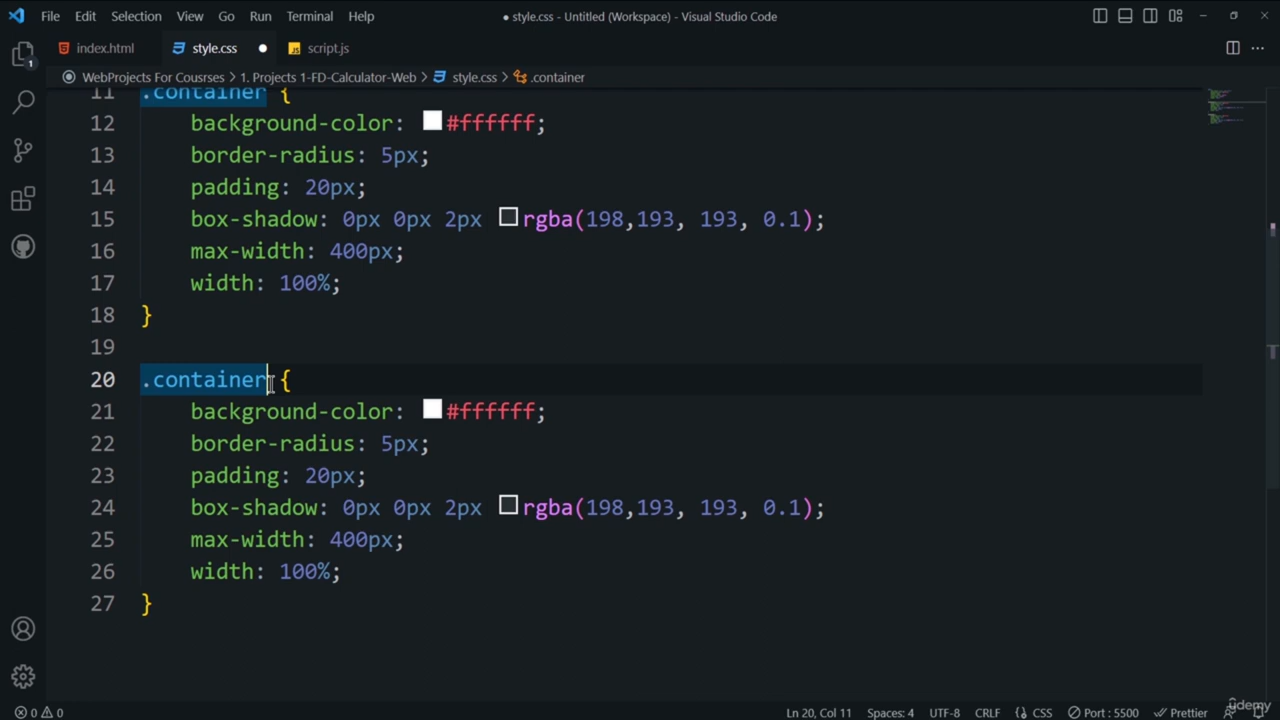 File Edit Selection View Go Run Terminal Help ● style.css - Untitled (Workspace) - Visual Studio Code
index.html style.css ● JS script.js
WebProjects For Cousrses > 1. Projects 1-FD-Calculator-Web > style.css > .container
1
11 .container {
12 background-color: #ffffff;
13 border-radius: 5px;
14 padding: 20px;
15 box-shadow: 0px 0px 2px rgba(198,193, 193, 0.1);
16 max-width: 400px;
17 width: 100%;
18 }
19
20 .container {
21 background-color: #ffffff;
22 border-radius: 5px;
23 padding: 20px;
24 box-shadow: 0px 0px 2px rgba(198,193, 193, 0.1);
25 max-width: 400px;
26 width: 100%;
27 }
0 0 Ln 20, Col 11 Spaces: 4 UTF-8 CRLF {} CSS Port : 5500 Prettier
ûdemy